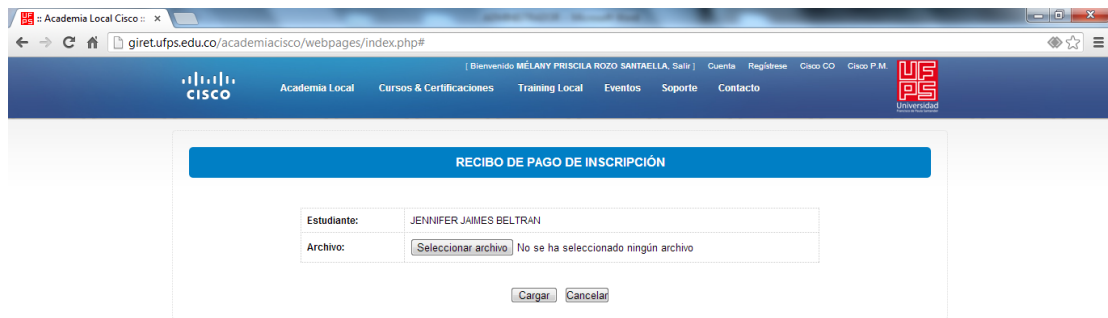 :: Academia Local Cisco ::
giret.ufps.edu.co/academiacisco/webpages/index.php#
[ Bienvenido MÉLANY PRISCILA ROZO SANTAELLA, Salir ] Cuenta Regístrese Cisco CO Cisco P.M.
CISCO
Academia Local Cursos & Certificaciones Training Local Eventos Soporte Contacto
UFPS
Universidad
RECIBO DE PAGO DE INSCRIPCIÓN
Estudiante: JENNIFER JAIMES BELTRAN
Archivo: Seleccionar archivo No se ha seleccionado ningún archivo
Cargar Cancelar